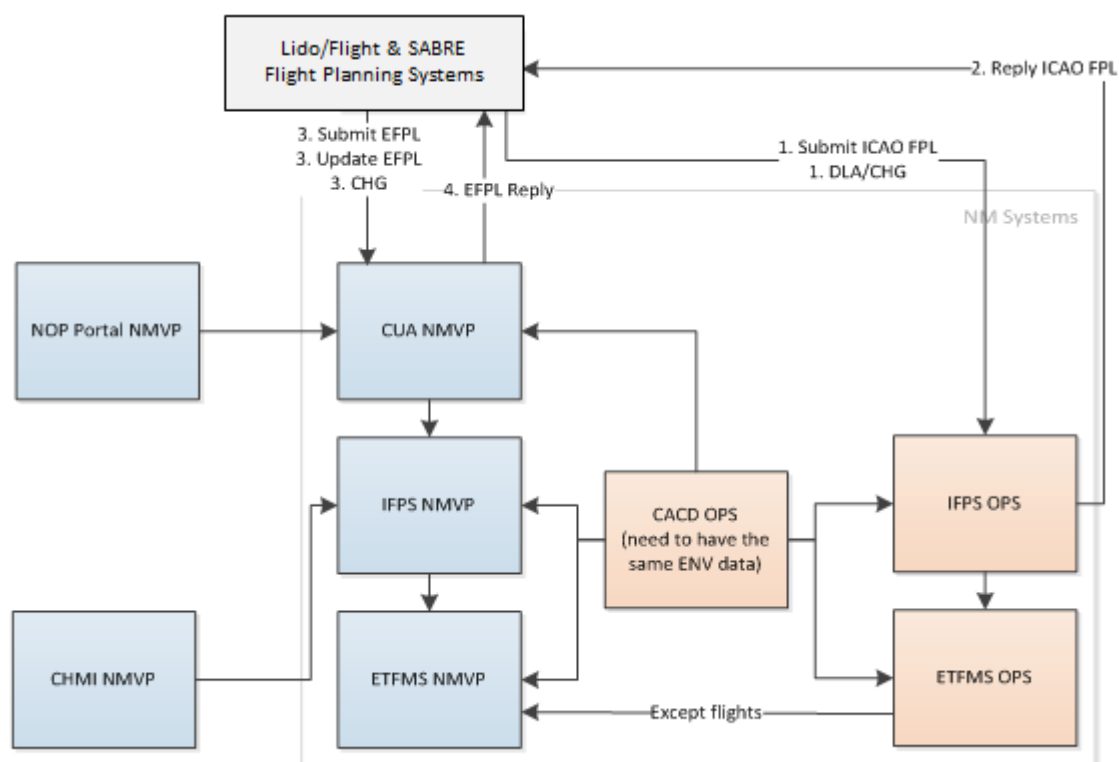 Lido/Flight & SABRE
Flight Planning Systems
2. Reply ICAO FPL
3. Submit EFPL
3. Update EFPL
3. CHG
4. EFPL Reply
1. Submit ICAO FPL
1. DLA/CHG
NM Systems
NOP Portal NMVP
CUA NMVP
IFPS NMVP
CACD OPS
(need to have the
same ENV data)
IFPS OPS
CHMI NMVP
ETFMS NMVP
ETFMS OPS
Except flights